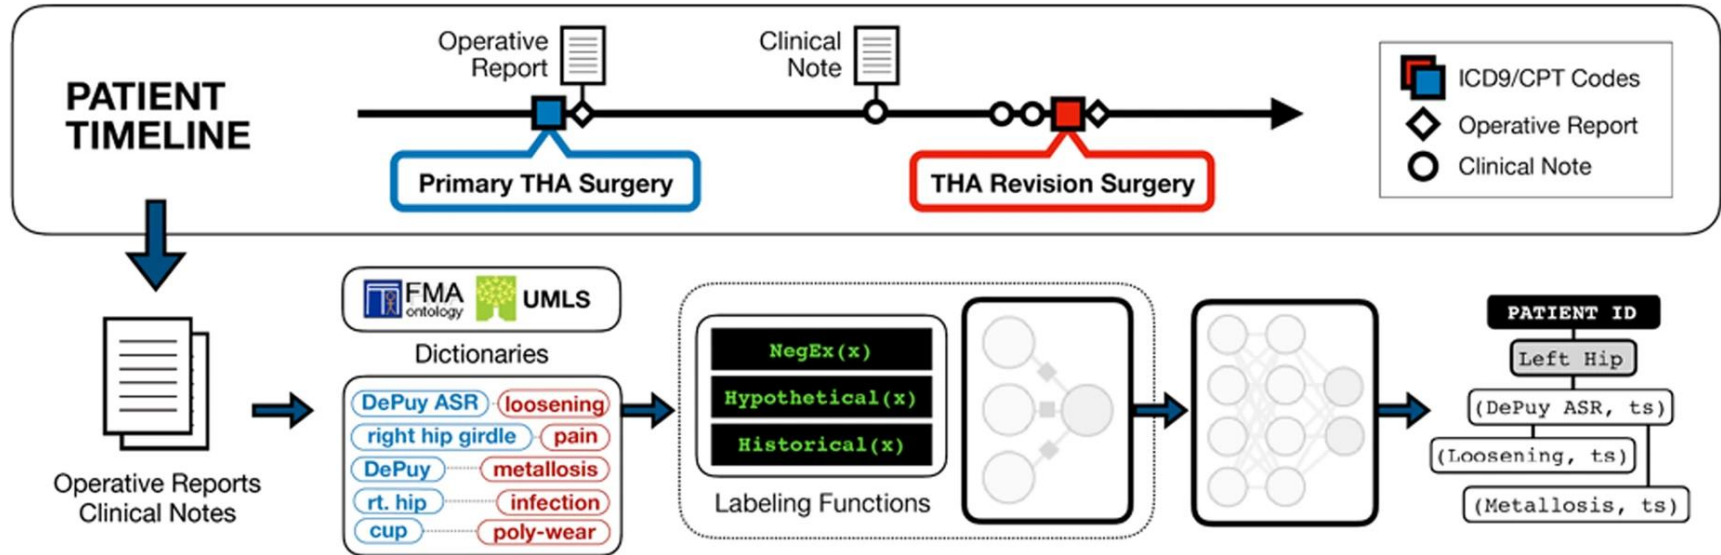 PATIENT
TIMELINE
Operative
Report
Clinical
Note
Primary THA Surgery
THA Revision Surgery
ICD9/CPT Codes
Operative Report
Clinical Note
Operative Reports
Clinical Notes
FMA
ontology
UMLS
Dictionaries
DePuy ASR loosening
right hip girdle pain
DePuy metallosis
rt. hip infection
cup poly-wear
NegEx(x)
Hypothetical(x)
Historical(x)
Labeling Functions
PATIENT ID
Left Hip
(DePuy ASR, ts)
(Loosening, ts)
(Metallosis, ts)